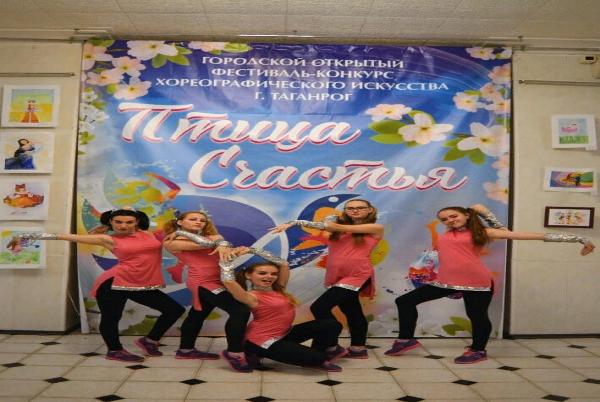 ГОРОДСКОЙ ОТКРЫТЫЙ
ФЕСТИВАЛЬ-КОНКУРС
ХОРЕОГРАФИЧЕСКОГО ИСКУССТВА
Г. ТАГАНРОГ
Птица
Счастья